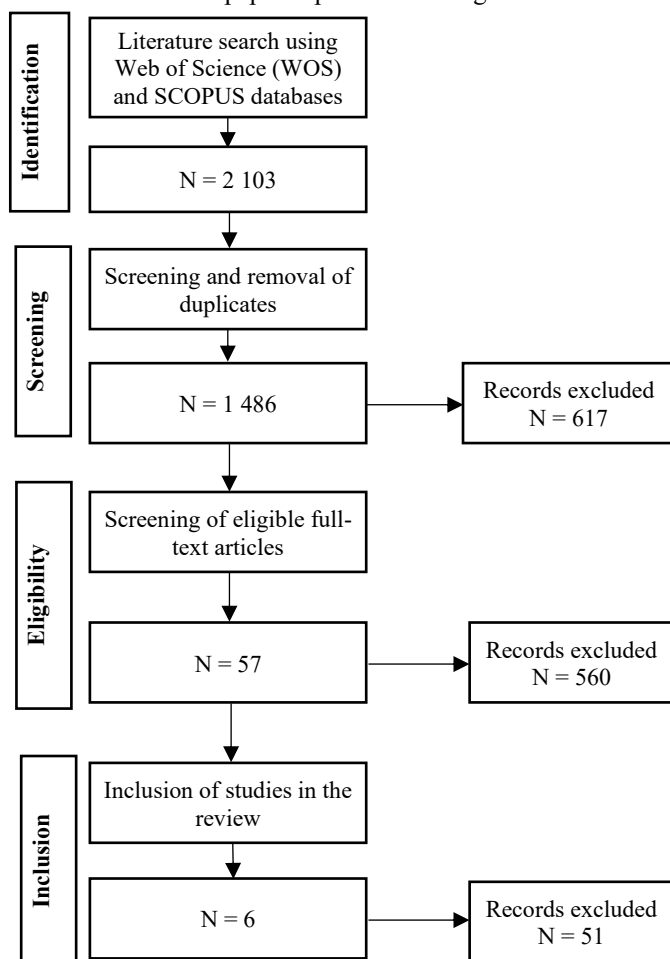 Identification
Literature search using
Web of Science (WOS)
and SCOPUS databases
N = 2 103
Screening
Screening and removal of
duplicates
N = 1 486
Records excluded
N = 617
Eligibility
Screening of eligible full-
text articles
N = 57
Records excluded
N = 560
Inclusion
Inclusion of studies in the
review
N = 6
Records excluded
N = 51